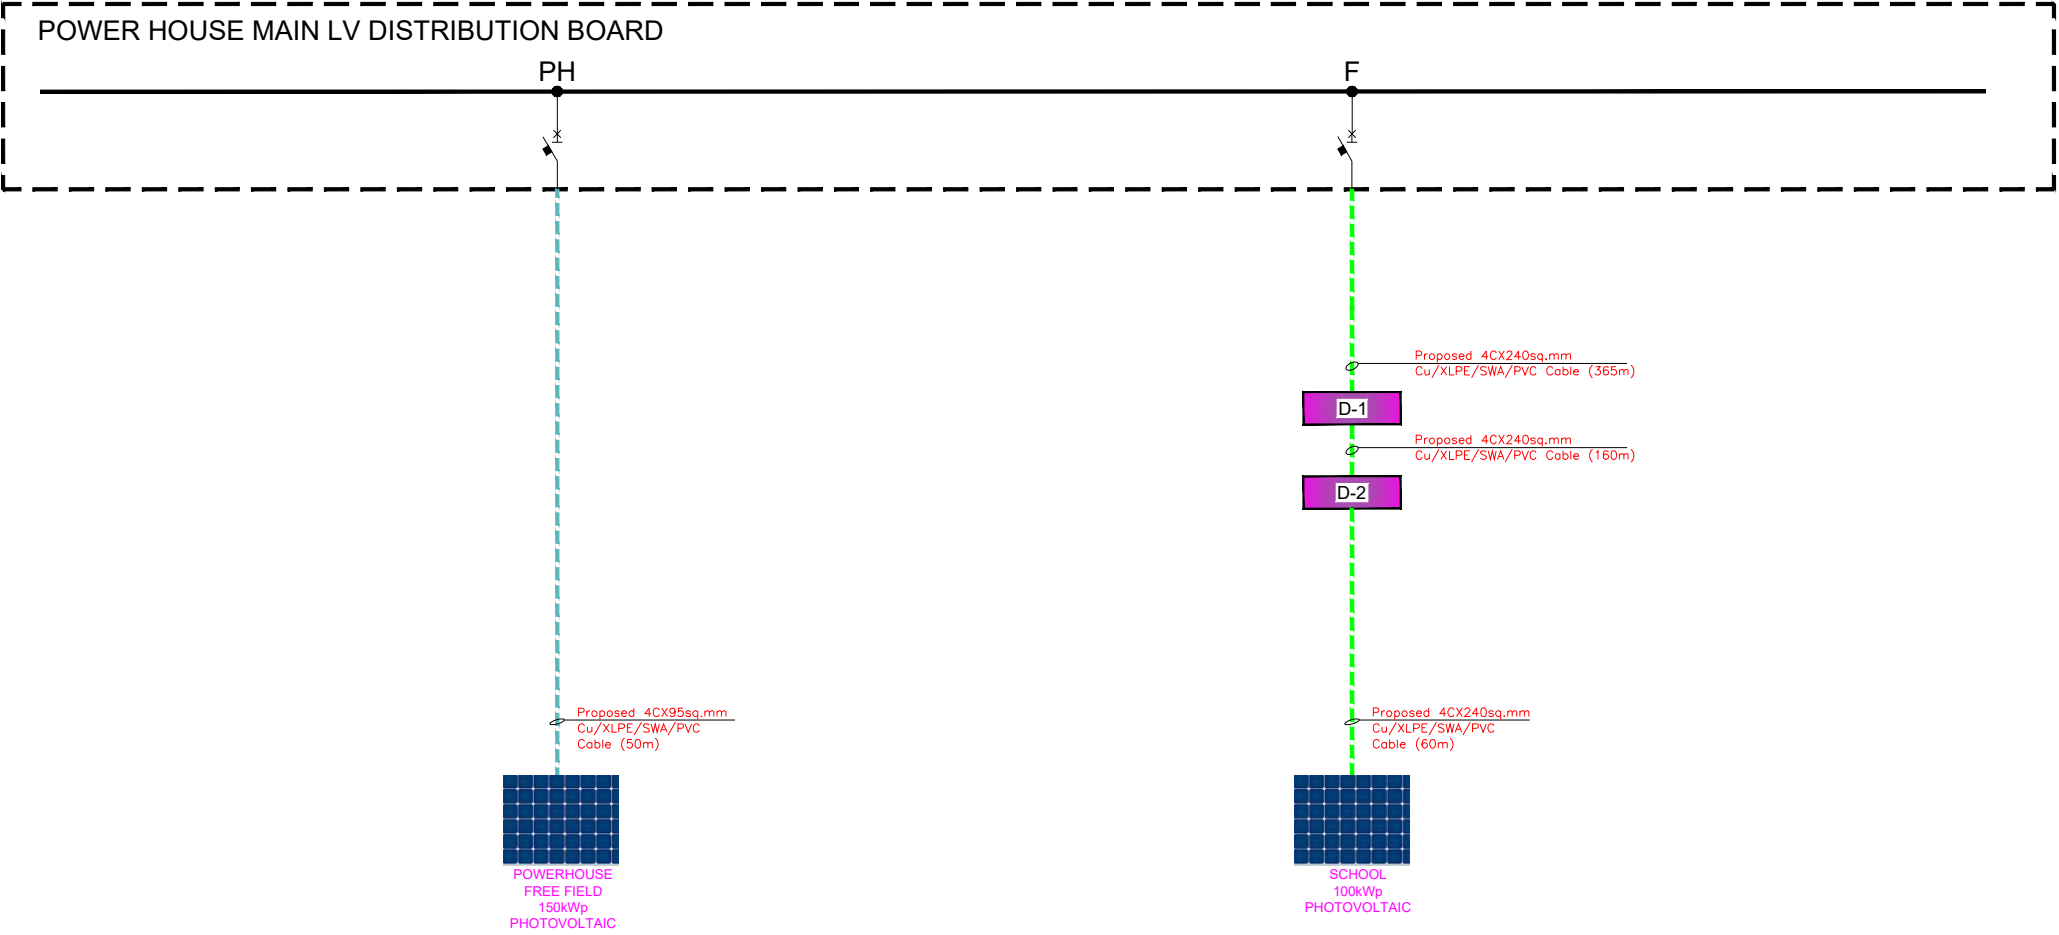 POWER HOUSE MAIN LV DISTRIBUTION BOARD
PH
F
Proposed 4CX240sq.mm
Cu/XLPE/SWA/PVC Cable (365m)
D-1
Proposed 4CX240sq.mm
Cu/XLPE/SWA/PVC Cable (160m)
D-2
Proposed 4CX95sq.mm
Cu/XLPE/SWA/PVC
Cable (50m)
Proposed 4CX240sq.mm
Cu/XLPE/SWA/PVC
Cable (60m)
POWERHOUSE
FREE FIELD
150kWp
PHOTOVOLTAIC
SCHOOL
100kWp
PHOTOVOLTAIC